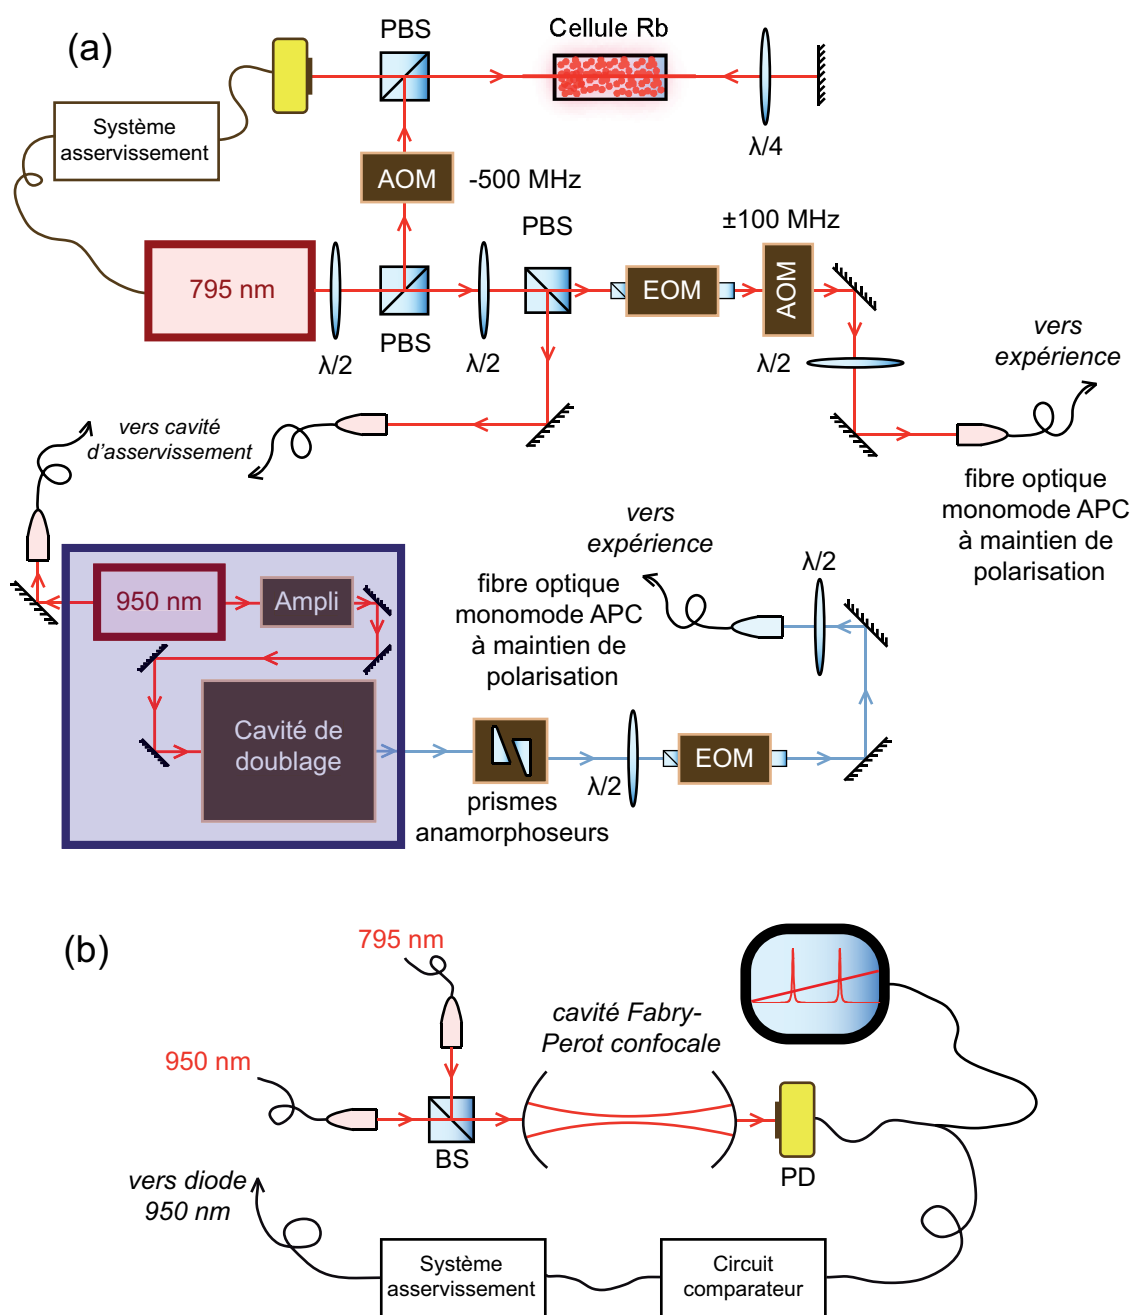 (a)
PBS
Cellule Rb
Système
asservissement
λ/4
AOM
-500 MHz
PBS
±100 MHz
795 nm
EOM
AOM
λ/2
PBS
λ/2
λ/2
vers
expérience
vers cavité
d'asservissement
fibre optique
monomode APC
à maintien de
polarisation
vers
expérience
λ/2
fibre optique
monomode APC
à maintien de
polarisation
950 nm
Ampli
Cavité de
doublage
λ/2
EOM
prismes
anamorphoseurs
(b)
795 nm
cavité Fabry-
Perot confocale
950 nm
BS
PD
vers diode
950 nm
Système
asservissement
Circuit
comparateur